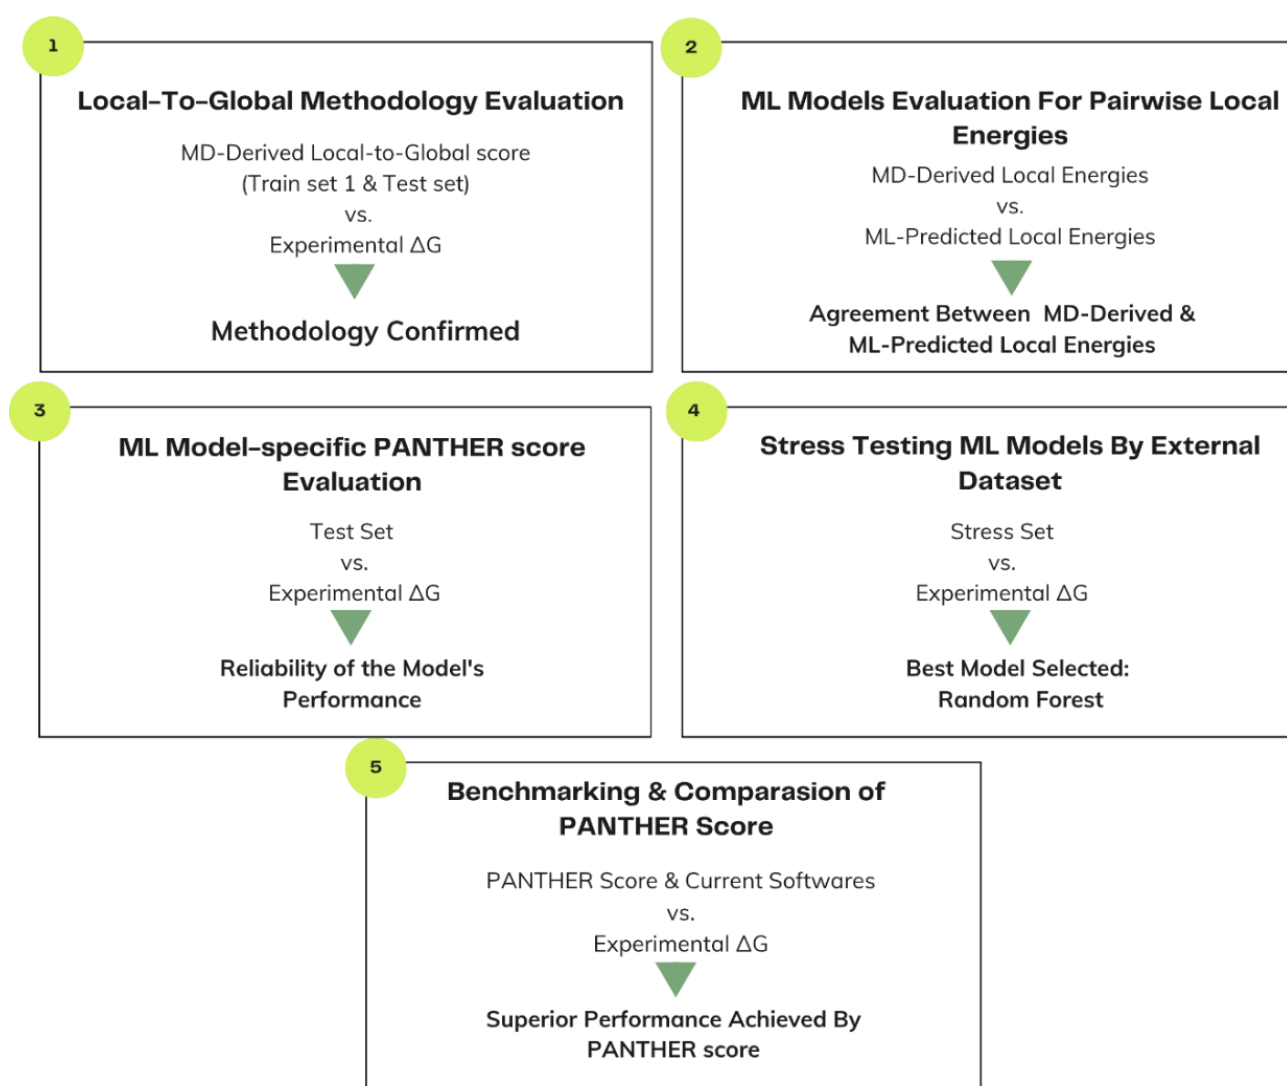 1
Local-To-Global Methodology Evaluation
MD-Derived Local-to-Global score
(Train set 1 & Test set)
vs.
Experimental ΔG
Methodology Confirmed
2
ML Models Evaluation For Pairwise Local
Energies
MD-Derived Local Energies
vs.
ML-Predicted Local Energies
Agreement Between MD-Derived &
ML-Predicted Local Energies
3
ML Model-specific PANTHER score
Evaluation
Test Set
vs.
Experimental ΔG
Reliability of the Model's
Performance
4
Stress Testing ML Models By External
Dataset
Stress Set
vs.
Experimental ΔG
Best Model Selected:
Random Forest
5
Benchmarking & Comparasion of
PANTHER Score
PANTHER Score & Current Softwares
vs.
Experimental ΔG
Superior Performance Achieved By
PANTHER score